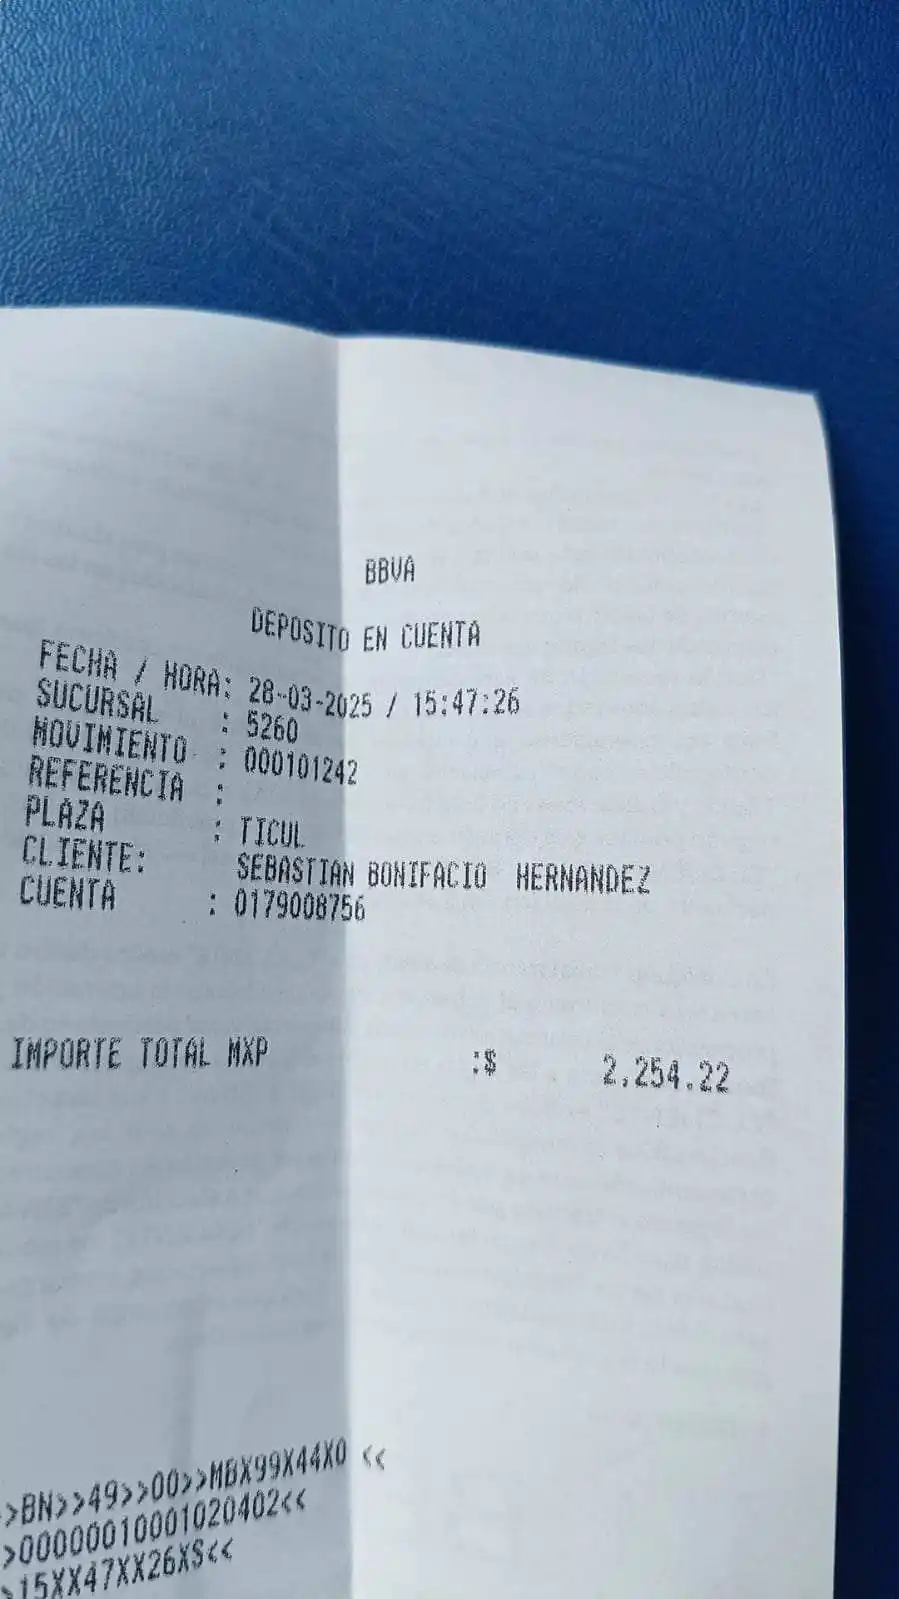 BBVA
DEPOSITO EN CUENTA
FECHA / HORA: 28-03-2025 / 15:47:26
SUCURSAL : 5260
MOVIMIENTO : 000101242
REFERENCIA :
PLAZA : TICUL
CLIENTE: SEBASTIAN BONIFACIO HERNANDEZ
CUENTA : 0179008756
IMPORTE TOTAL MXP :$ 2,254.22
>BN>>49>>00>>MBX99X44X0 <<
>00000010001020402<<
>15XX47XX26XS<<